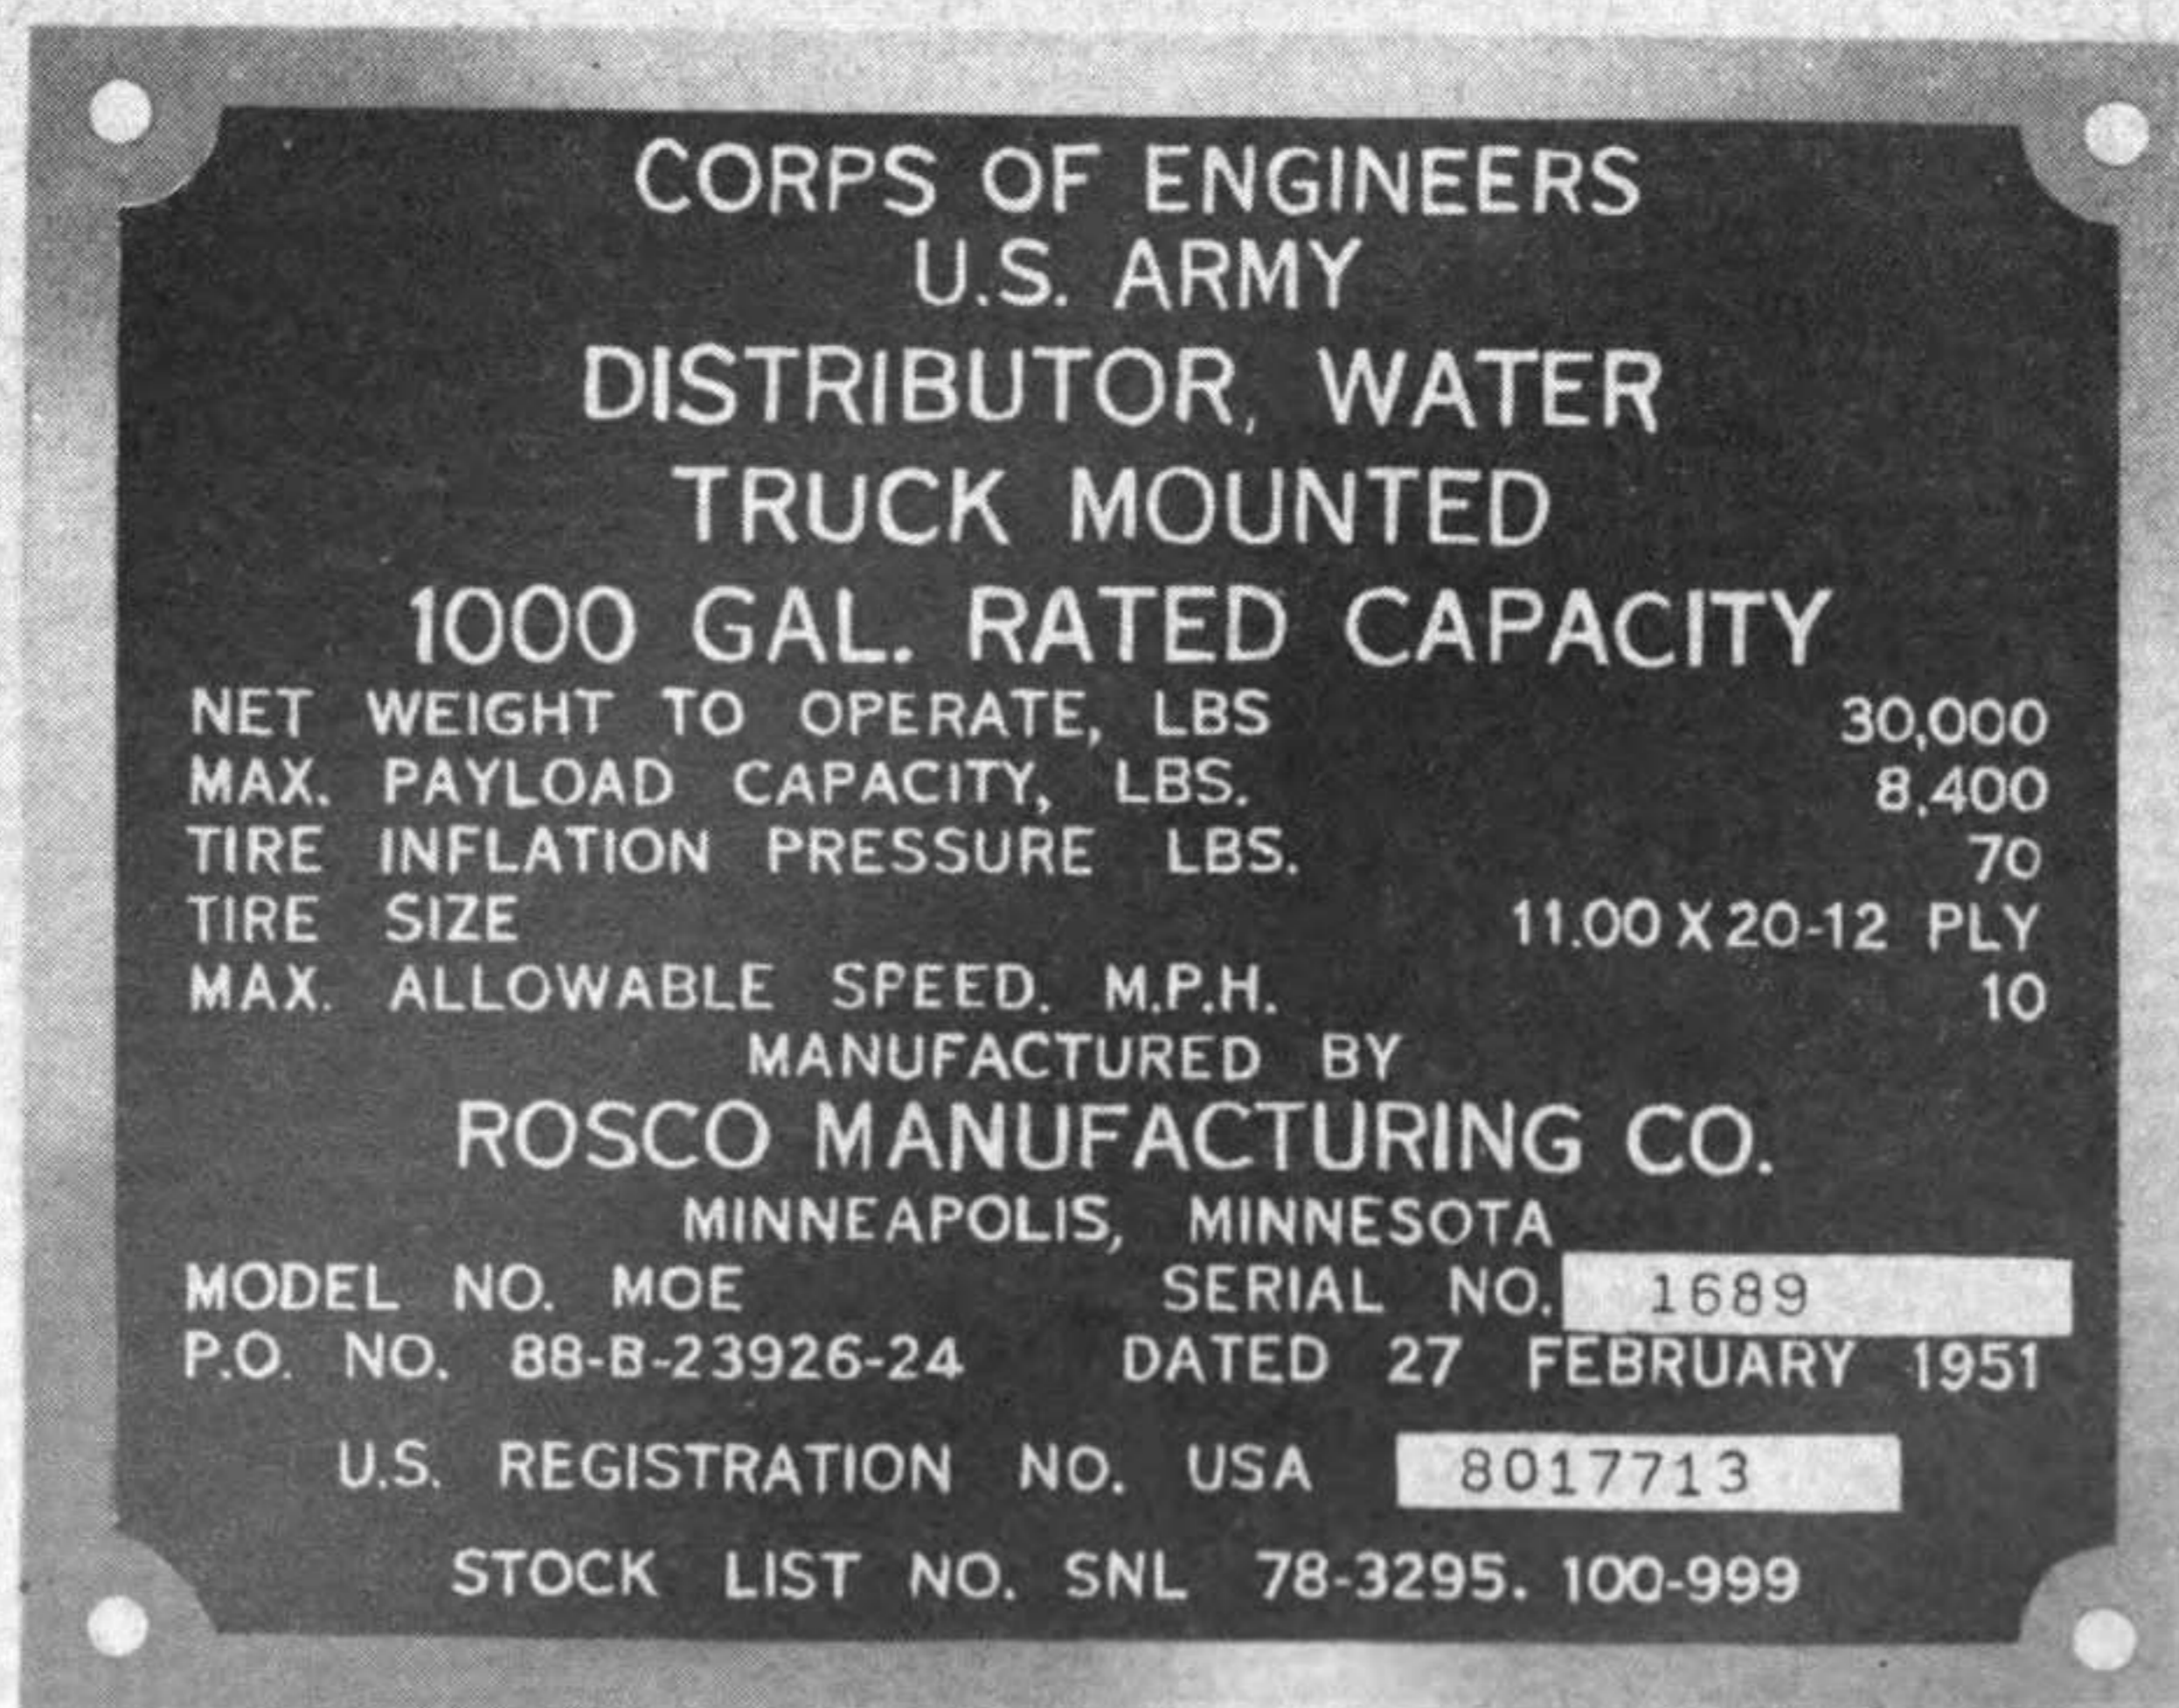 CORPS OF ENGINEERS
U.S. ARMY
DISTRIBUTOR, WATER
TRUCK MOUNTED
1000 GAL. RATED CAPACITY
NET WEIGHT TO OPERATE, LBS 30,000
MAX. PAYLOAD CAPACITY, LBS. 8,400
TIRE INFLATION PRESSURE LBS. 70
TIRE SIZE 11.00 X 20-12 PLY
MAX. ALLOWABLE SPEED. M.P.H. 10
MANUFACTURED BY
ROSCO MANUFACTURING CO.
MINNEAPOLIS, MINNESOTA
MODEL NO. MOE SERIAL NO. 1689
P.O. NO. 88-B-23926-24 DATED 27 FEBRUARY 1951
U.S. REGISTRATION NO. USA 8017713
STOCK LIST NO. SNL 78-3295. 100-999